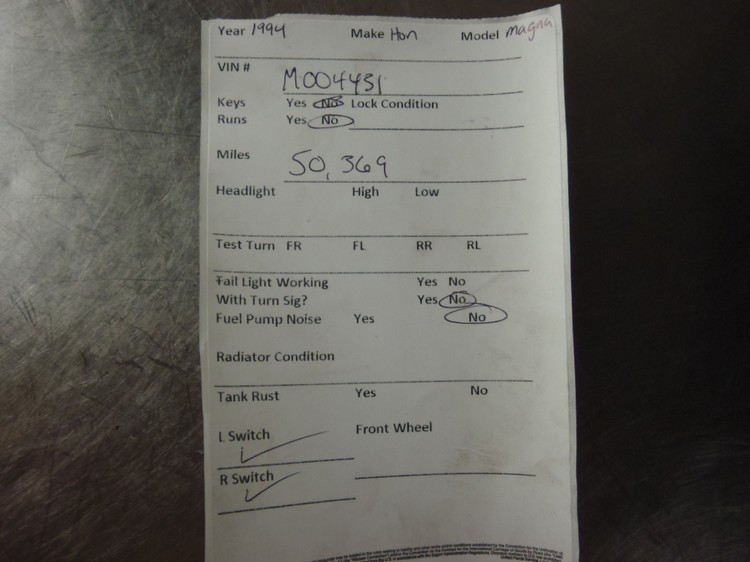 Year 1994 Make Hon Model magna
VIN # M004431
Keys Yes No Lock Condition
Runs Yes No
Miles 50,369
Headlight High Low
Test Turn FR FL RR RL
Tail Light Working Yes No
With Turn Sig? Yes No
Fuel Pump Noise Yes No
Radiator Condition
Tank Rust Yes No
L Switch Front Wheel
R Switch